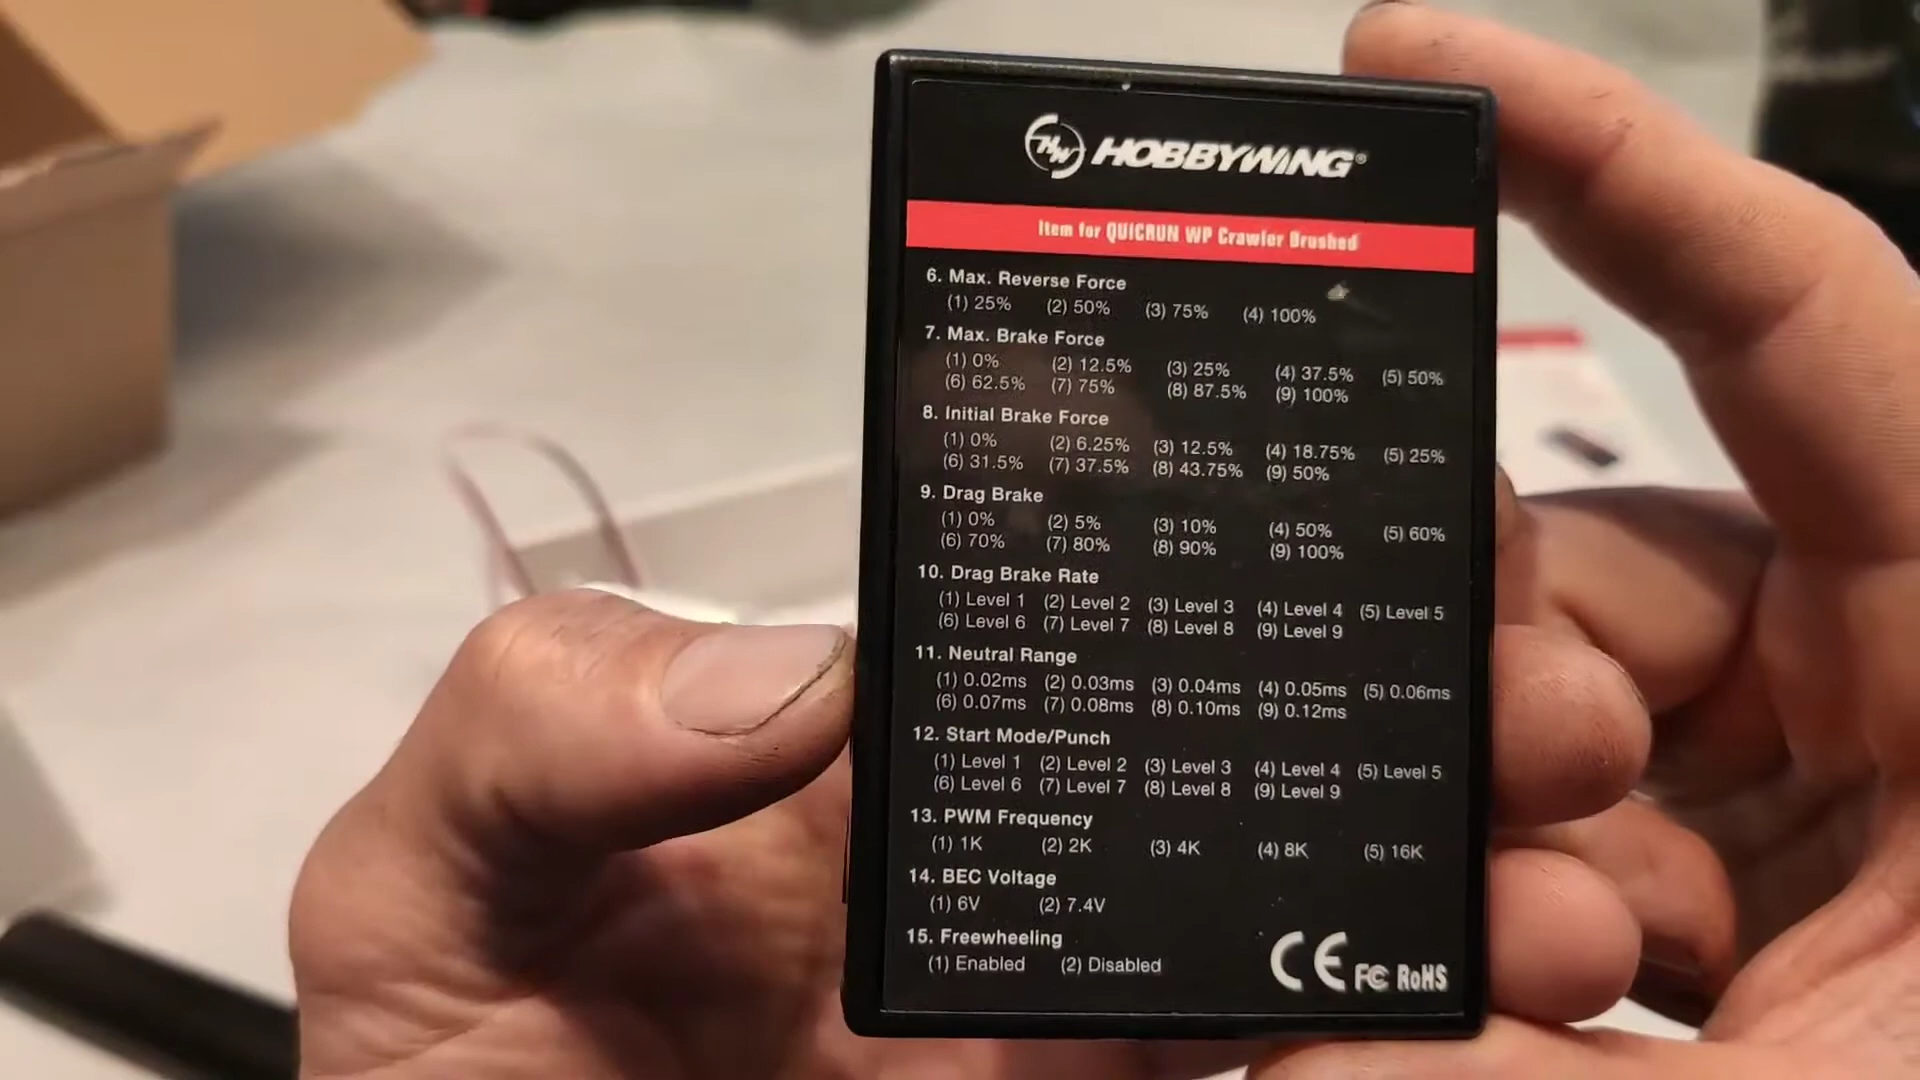 HW HOBBYWING®
Item for QUICRUN WP Crawler Brushed
6. Max. Reverse Force
(1) 25% (2) 50% (3) 75% (4) 100%
7. Max. Brake Force
(1) 0% (2) 12.5% (3) 25% (4) 37.5% (5) 50%
(6) 62.5% (7) 75% (8) 87.5% (9) 100%
8. Initial Brake Force
(1) 0% (2) 6.25% (3) 12.5% (4) 18.75% (5) 25%
(6) 31.5% (7) 37.5% (8) 43.75% (9) 50%
9. Drag Brake
(1) 0% (2) 5% (3) 10% (4) 50% (5) 60%
(6) 70% (7) 80% (8) 90% (9) 100%
10. Drag Brake Rate
(1) Level 1 (2) Level 2 (3) Level 3 (4) Level 4 (5) Level 5
(6) Level 6 (7) Level 7 (8) Level 8 (9) Level 9
11. Neutral Range
(1) 0.02ms (2) 0.03ms (3) 0.04ms (4) 0.05ms (5) 0.06ms
(6) 0.07ms (7) 0.08ms (8) 0.10ms (9) 0.12ms
12. Start Mode/Punch
(1) Level 1 (2) Level 2 (3) Level 3 (4) Level 4 (5) Level 5
(6) Level 6 (7) Level 7 (8) Level 8 (9) Level 9
13. PWM Frequency
(1) 1K (2) 2K (3) 4K (4) 8K (5) 16K
14. BEC Voltage
(1) 6V (2) 7.4V
15. Freewheeling
(1) Enabled (2) Disabled
CE FC RoHS